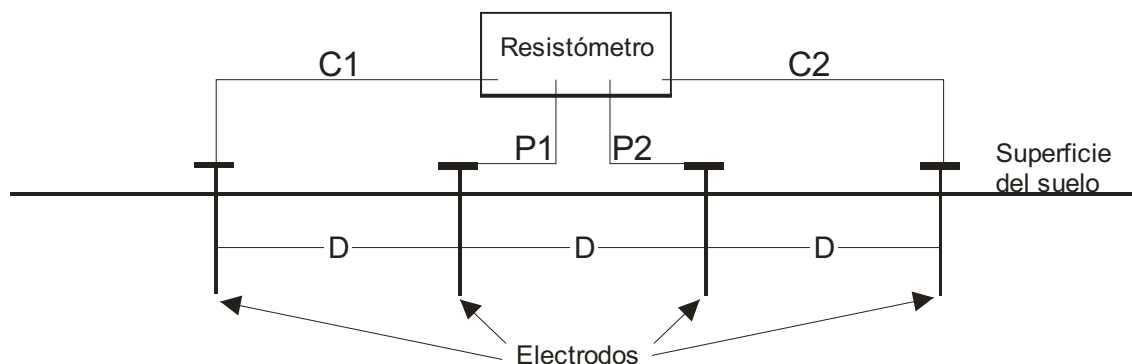 Resistómetro
C1
C2
P1
P2
Superficie
del suelo
D
D
D
Electrodos